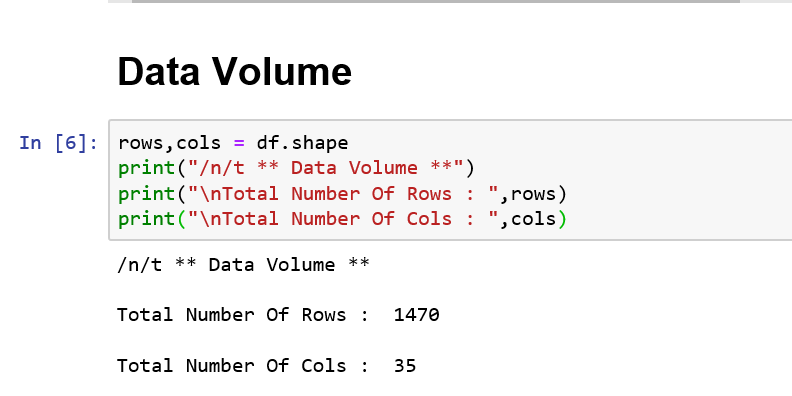 Data Volume
In [6]:
rows,cols = df.shape
print("/n/t ** Data Volume **")
print("\nTotal Number Of Rows : ",rows)
print("\nTotal Number Of Cols : ",cols)
/n/t ** Data Volume **
Total Number Of Rows :  1470
Total Number Of Cols :  35